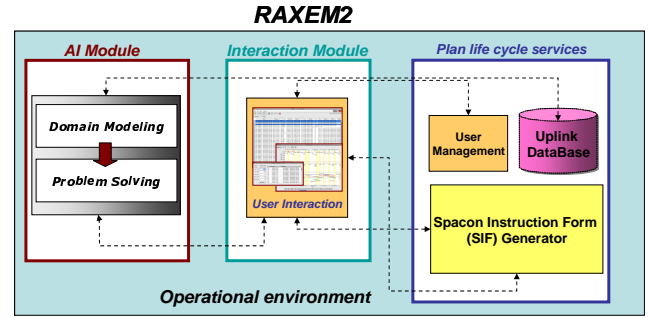 RAXEM2
AI Module
Interaction Module
Plan life cycle services
Domain Modeling
Problem Solving
User Interaction
User
Management
Uplink
DataBase
Spacon Instruction Form
(SIF) Generator
Operational environment